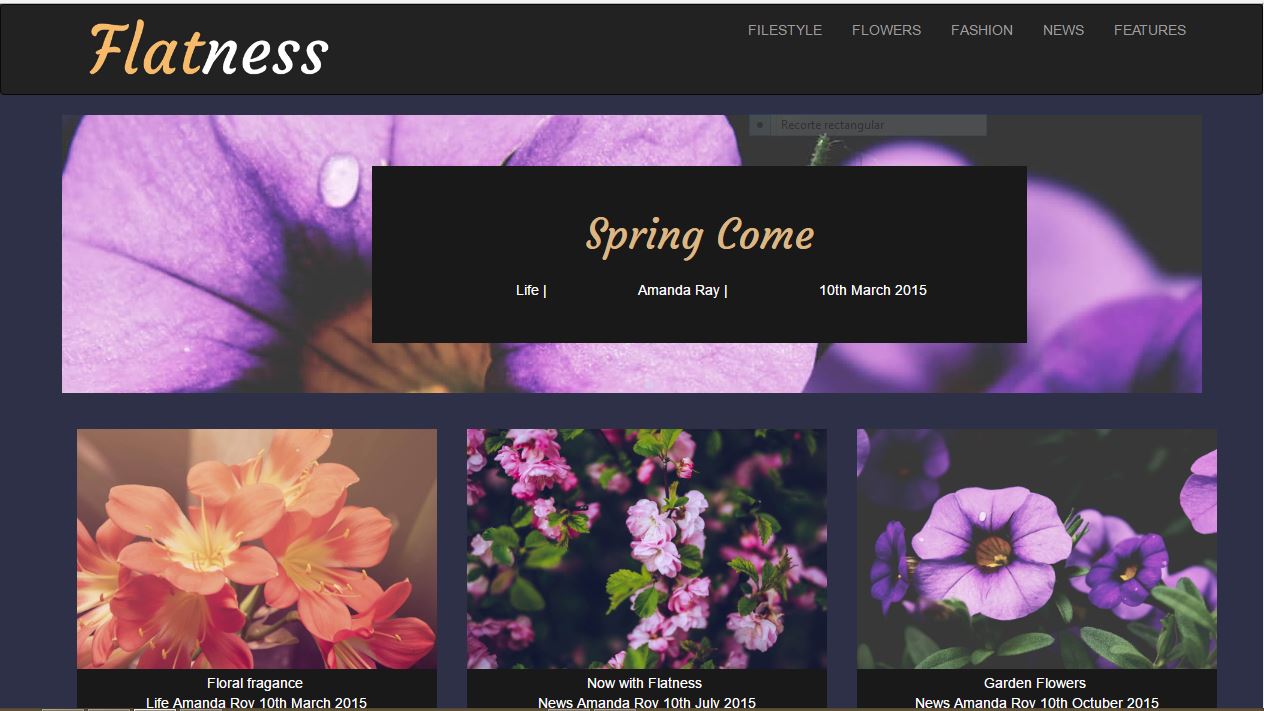 Flatness
FILESTYLE FLOWERS FASHION NEWS FEATURES
Recorte rectangular
Spring Come
Life | Amanda Ray | 10th March 2015
Floral fragance
Life Amanda Roy 10th March 2015
Now with Flatness
News Amanda Roy 10th July 2015
Garden Flowers
News Amanda Roy 10th October 2015